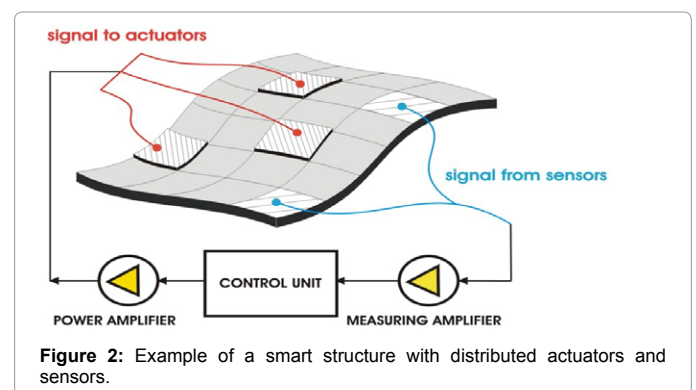 signal to actuators
signal from sensors
CONTROL UNIT
POWER AMPLIFIER
MEASURING AMPLIFIER
Figure 2: Example of a smart structure with distributed actuators and
sensors.